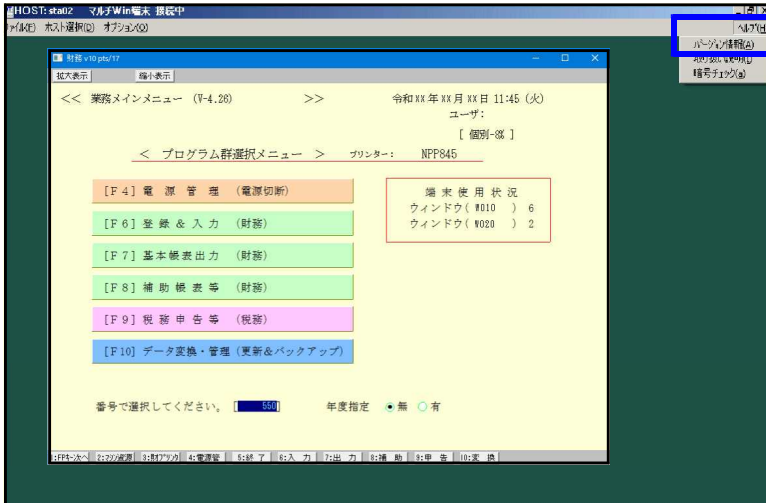 HOST: sta02 マルチWin端末 接続中
ファイル(F) ホスト選択(D) オプション(O) ヘルプ(H)
バージョン情報(A)
暗号チェック(a)
財務 v10 pts/17
拡大表示 縮小表示
<< 業務メインメニュー (V-4.26) >> 令和XX年XX月XX日 11:45 (火)
ユーザ:
[ 個別-8% ]
< プログラム群選択メニュー > プリンター: NPP845
[F 4] 電 源 管 理 (電源切断)
[F 6] 登 録 & 入 力 (財務)
[F 7] 基 本 帳 表 出 力 (財務)
[F 8] 補 助 帳 表 等 (財務)
[F 9] 税 務 申 告 等 (税務)
[F10] データ変換・管理 (更新&バックアップ)
端 末 使 用 状 況
ウィンドウ( W010 ) 6
ウィンドウ( W020 ) 2
番号で選択してください。 [ 550] 年度指定 無 有
4:電源管 5:終 了 6:入 力 7:出 力 8:補 助 9:申 告 10:変 換